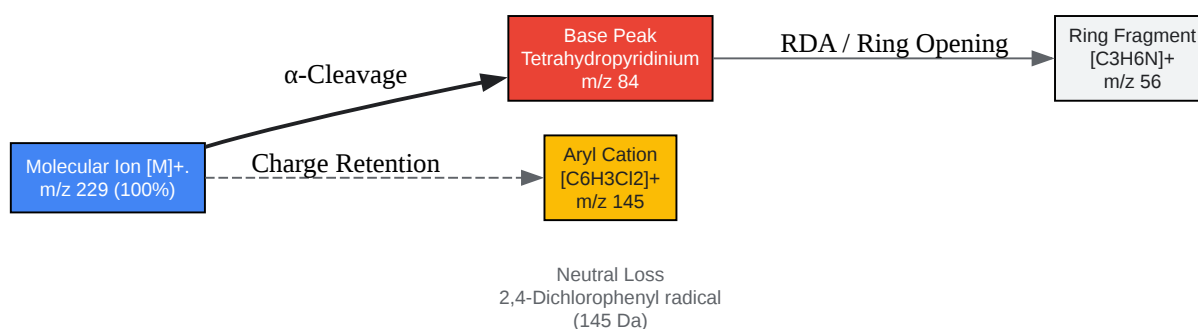 α-Cleavage
Base Peak
Tetrahydropyridinium
m/z 84
RDA / Ring Opening
Ring Fragment
[C3H6N]+
m/z 56
Molecular Ion [M]+.
m/z 229 (100%)
Charge Retention
Aryl Cation
[C6H3Cl2]+
m/z 145
Neutral Loss
2,4-Dichlorophenyl radical
(145 Da)